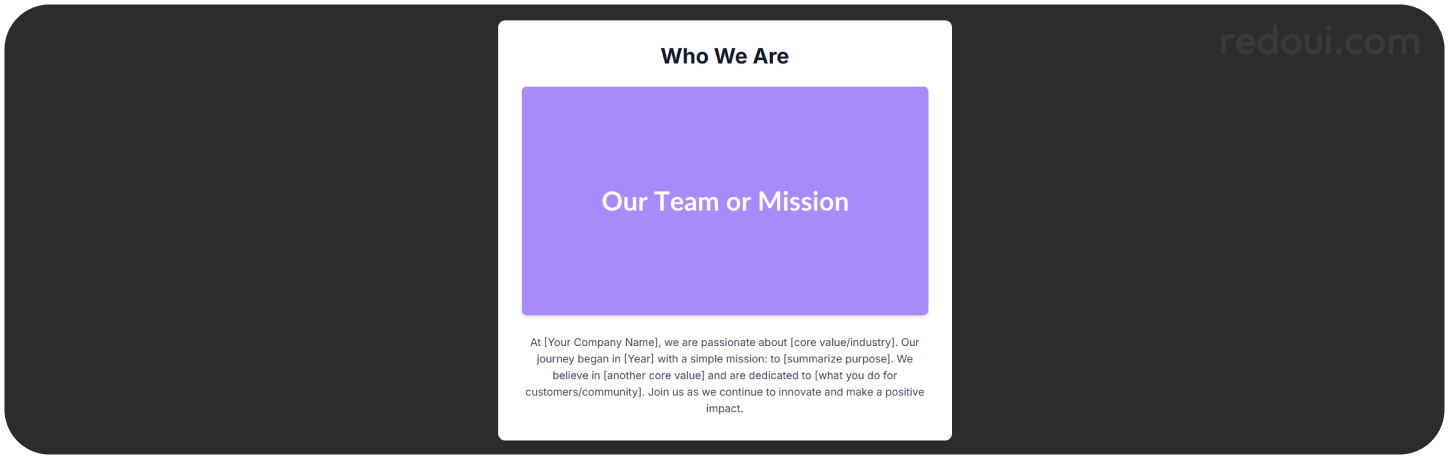 redoui.com
Who We Are
Our Team or Mission
At [Your Company Name], we are passionate about [core value/industry]. Our
journey began in [Year] with a simple mission: to [summarize purpose]. We
believe in [another core value] and are dedicated to [what you do for
customers/community]. Join us as we continue to innovate and make a positive
impact.